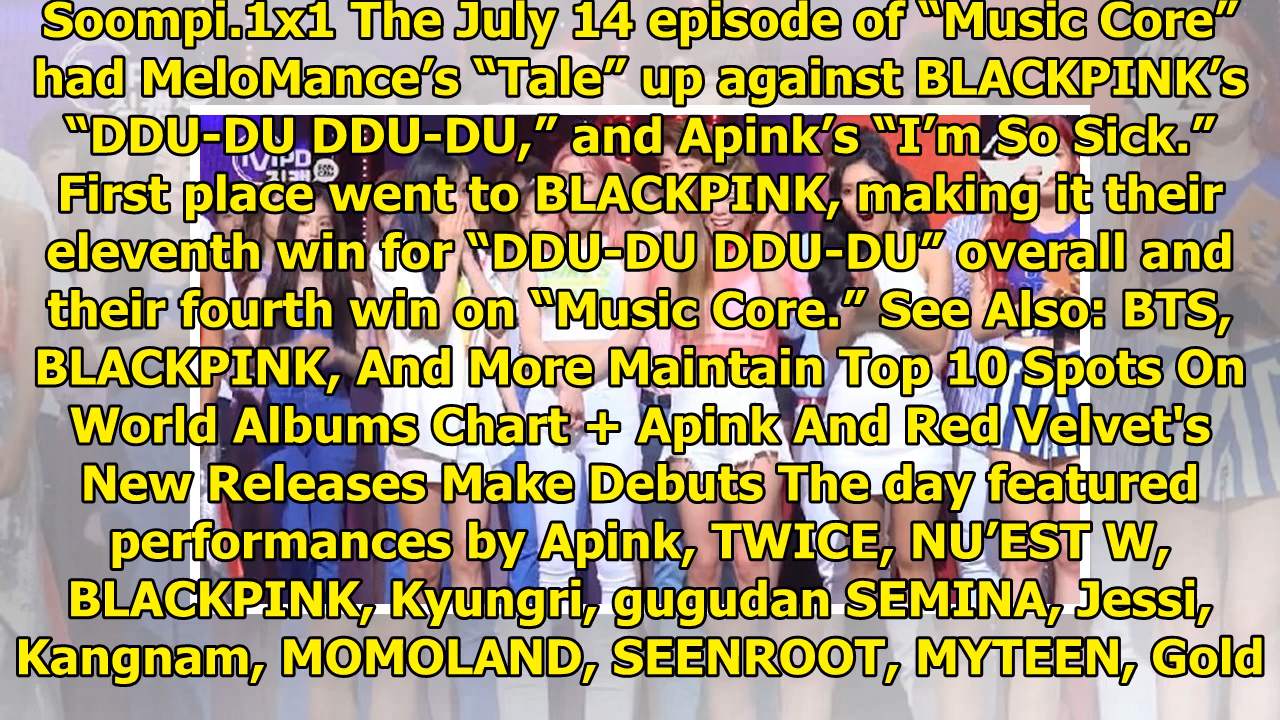 Soompi.1x1 The July 14 episode of “Music Core”
had MeloMance’s “Tale” up against BLACKPINK’s
“DDU-DU DDU-DU,” and Apink’s “I’m So Sick.”
First place went to BLACKPINK, making it their
eleventh win for “DDU-DU DDU-DU” overall and
their fourth win on “Music Core.” See Also: BTS,
BLACKPINK, And More Maintain Top 10 Spots On
World Albums Chart + Apink And Red Velvet's
New Releases Make Debuts The day featured
performances by Apink, TWICE, NU’EST W,
BLACKPINK, Kyungri, gugudan SEMINA, Jessi,
Kangnam, MOMOLAND, SEENROOT, MYTEEN, Gold